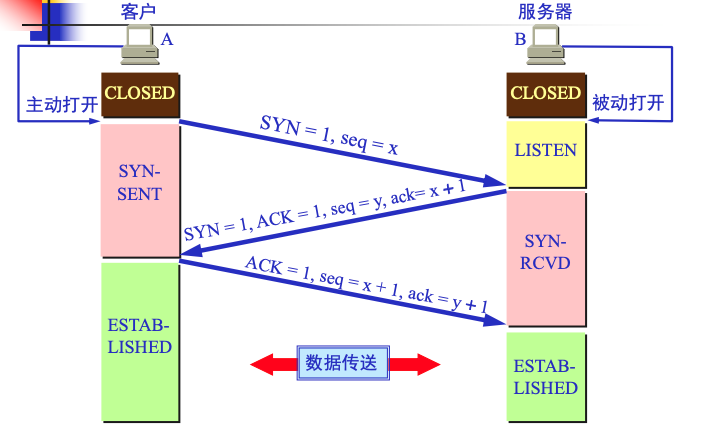 客户
服务器
A
B
CLOSED
CLOSED
主动打开
被动打开
SYN = 1, seq = x
LISTEN
SYN-
SENT
SYN = 1, ACK = 1, seq = y, ack= x + 1
SYN-
RCVD
ACK = 1, seq = x + 1, ack = y + 1
ESTAB-
LISHED
数据传送
ESTAB-
LISHED